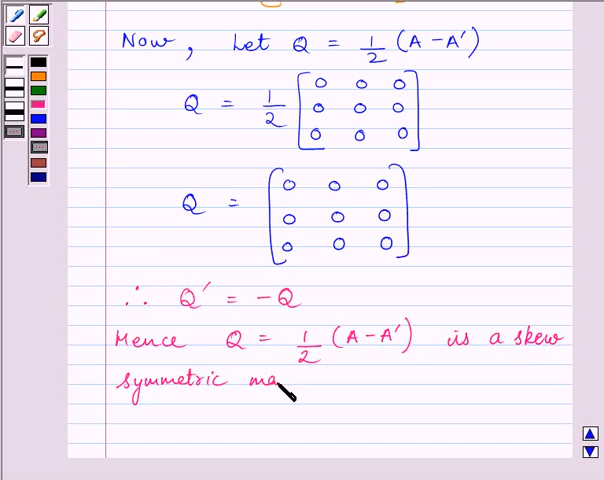 Now, Let Q = 1/2 (A - A')
Q = 1/2 [0 0 0
0 0 0
0 0 0]
Q = [0 0 0
0 0 0
0 0 0]
∴ Q' = -Q
Hence Q = 1/2 (A - A') is a skew
symmetric ma